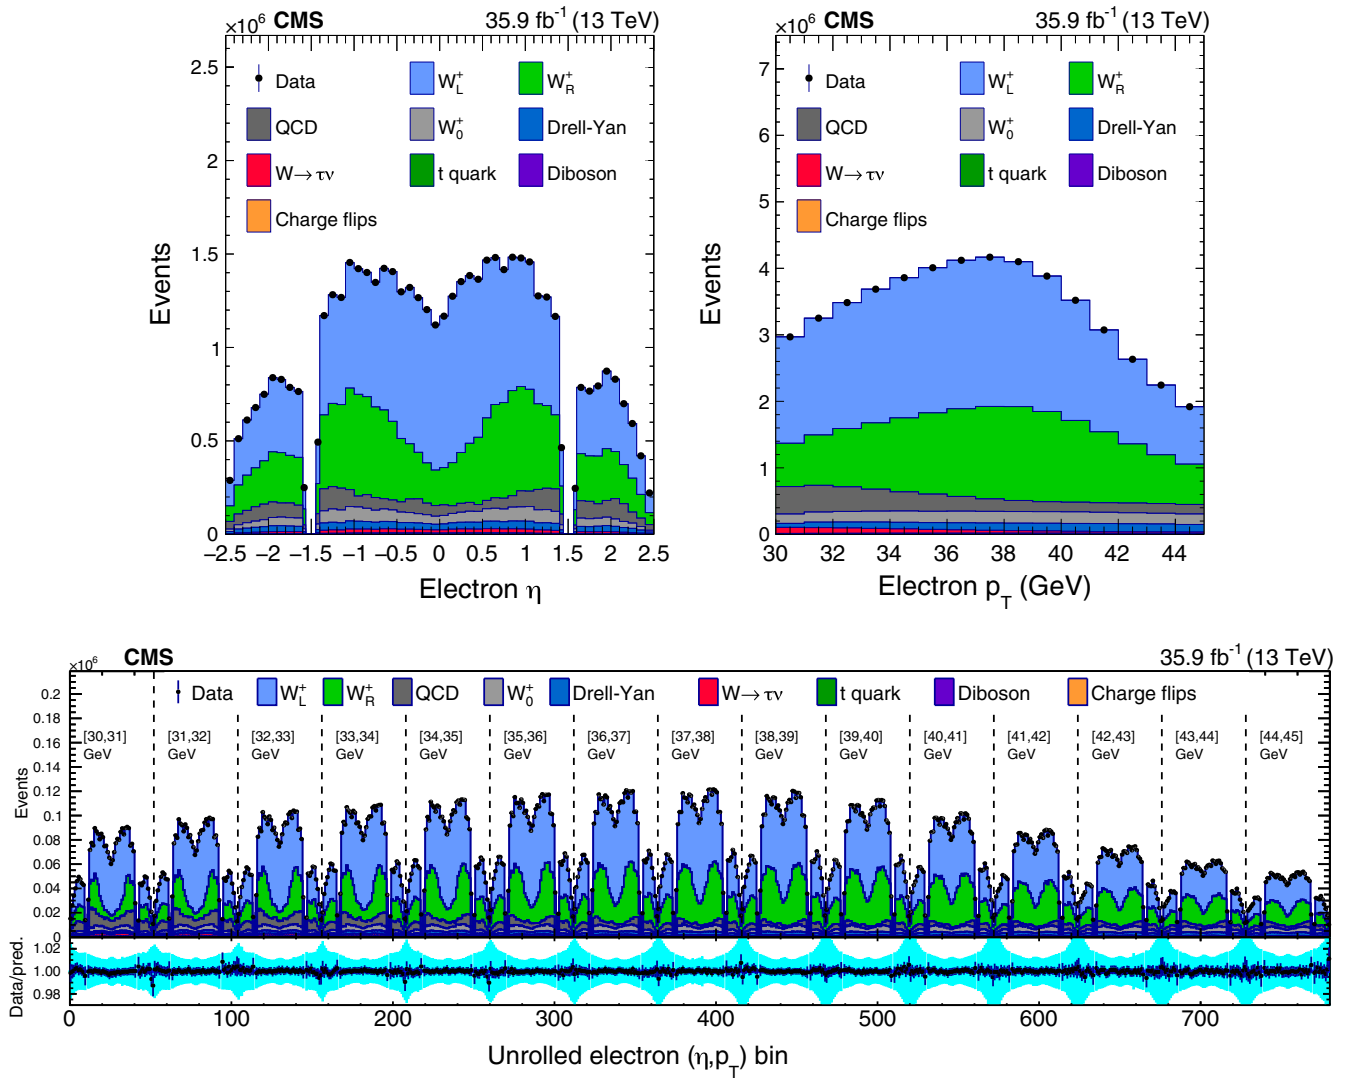 ×10⁶ CMS 35.9 fb⁻¹ (13 TeV)
2.5
2
1.5
1
0.5
0
Events
Data W⁺L W⁺R
QCD W⁺0 Drell-Yan
W→τν t quark Diboson
Charge flips
−2.5 −2 −1.5 −1 −0.5 0 0.5 1 1.5 2 2.5
Electron η
×10⁶ CMS 35.9 fb⁻¹ (13 TeV)
7
6
5
4
3
2
1
0
Events
Data W⁺L W⁺R
QCD W⁺0 Drell-Yan
W→τν t quark Diboson
Charge flips
30 32 34 36 38 40 42 44
Electron pT (GeV)
×10⁶ CMS 35.9 fb⁻¹ (13 TeV)
Data W⁺L W⁺R QCD W⁺0 Drell-Yan W→τν t quark Diboson Charge flips
[30,31] [31,32] [32,33] [33,34] [34,35] [35,36] [36,37] [37,38] [38,39] [39,40] [40,41] [41,42] [42,43] [43,44] [44,45]
GeV GeV GeV GeV GeV GeV GeV GeV GeV GeV GeV GeV GeV GeV GeV
0.2
0.18
0.16
0.14
0.12
0.1
0.08
0.06
0.04
0.02
0
Events
1.02
1.00
0.98
Data/pred.
0 100 200 300 400 500 600 700
Unrolled electron (η,pT) bin